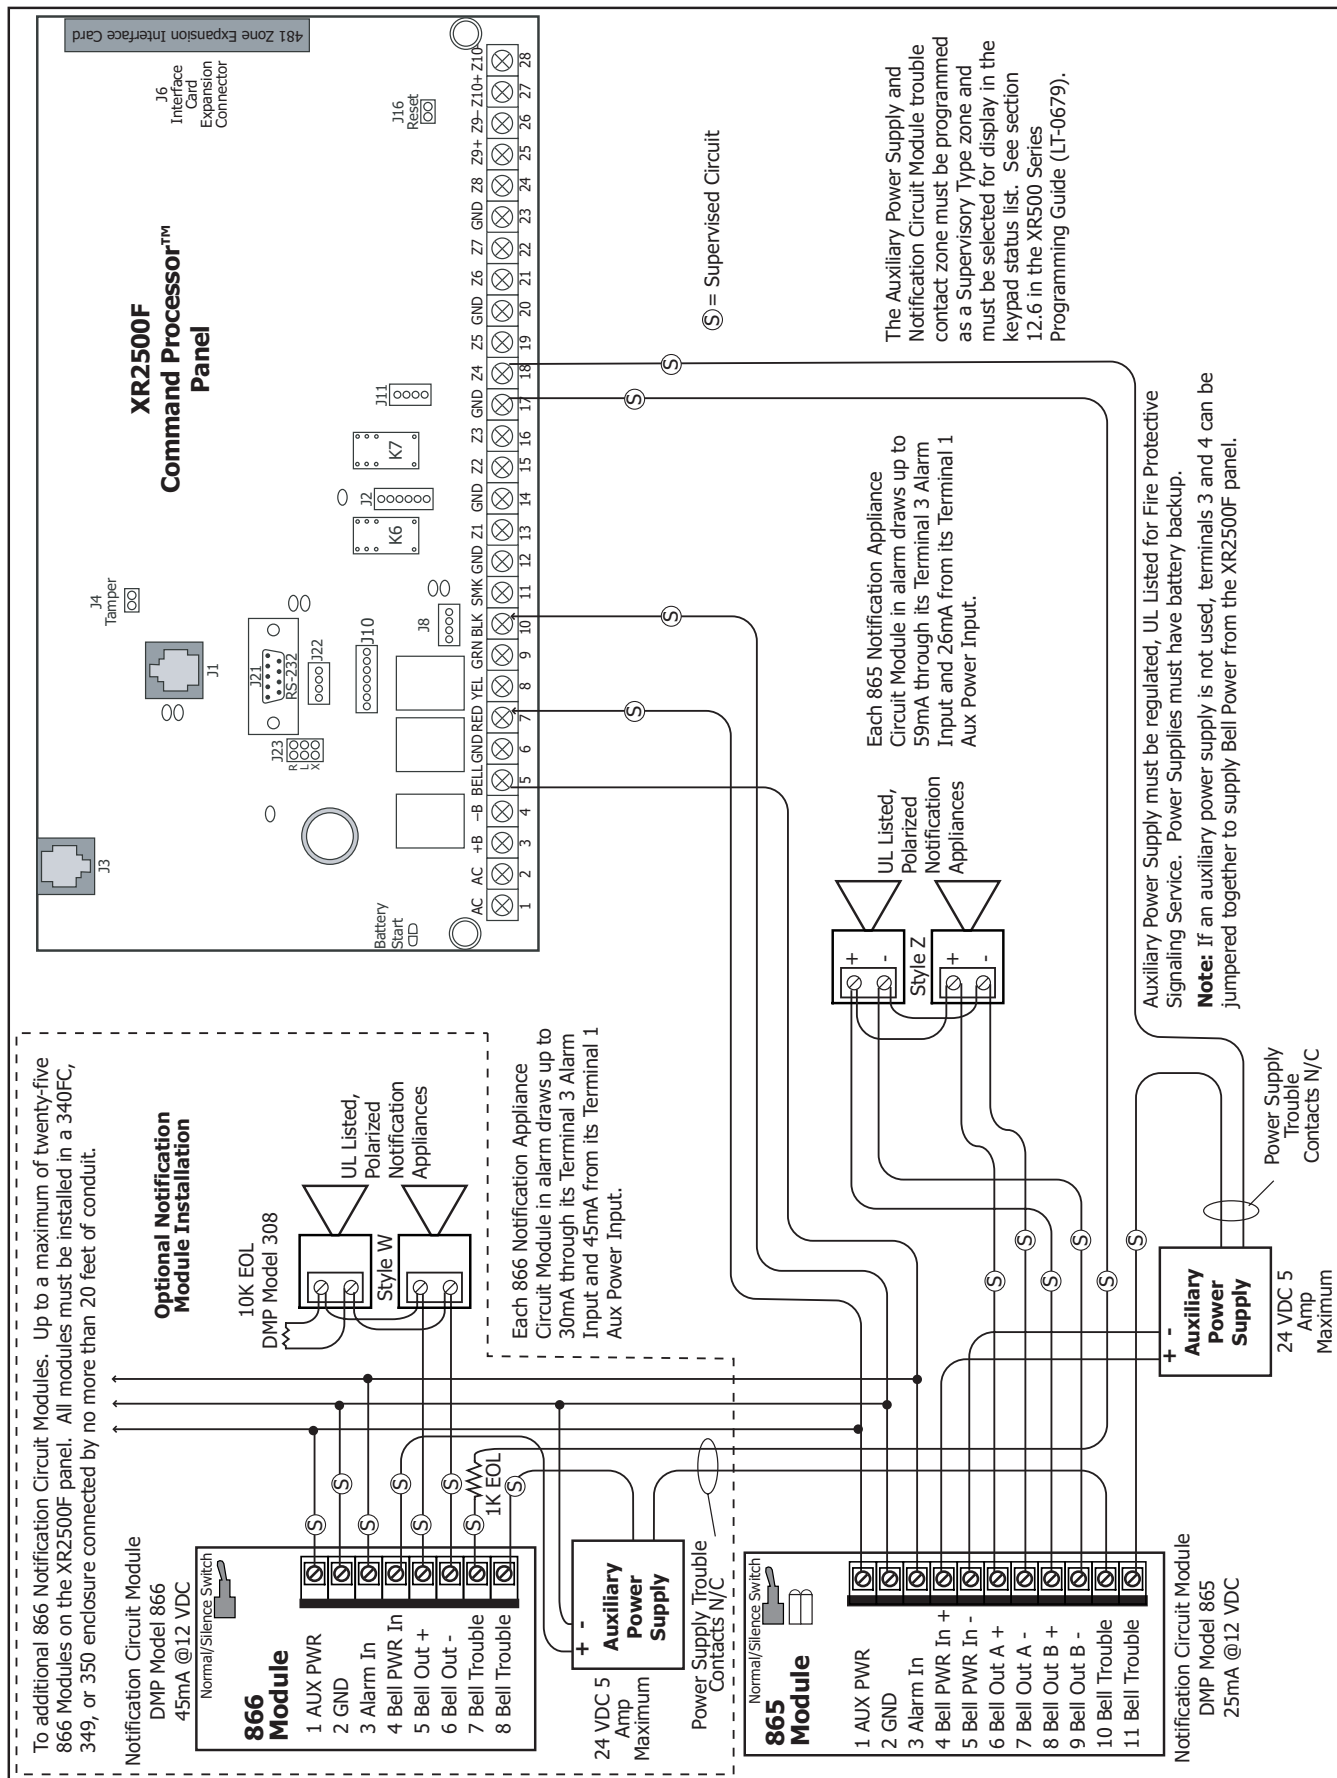 To additional 866 Notification Circuit Modules. Up to a maximum of twenty-five
866 Modules on the XR2500F panel. All modules must be installed in a 340FC,
349, or 350 enclosure connected by no more than 20 feet of conduit.
Notification Circuit Module
DMP Model 866
45mA @12 VDC
Normal/Silence Switch
866
Module
1 AUX PWR
2 GND
3 Alarm In
4 Bell PWR In
5 Bell Out +
6 Bell Out -
7 Bell Trouble
8 Bell Trouble
S
S
S
S
S
S
S
S
1K EOL
Optional Notification
Module Installation
10K EOL
DMP Model 308
Style W
UL Listed,
Polarized
Notification
Appliances
Each 866 Notification Appliance
Circuit Module in alarm draws up to
30mA through its Terminal 3 Alarm
Input and 45mA from its Terminal 1
Aux Power Input.
+ -
Auxiliary
Power
Supply
24 VDC 5
Amp
Maximum
Power Supply Trouble
Contacts N/C
Normal/Silence Switch
865
Module
1 AUX PWR
2 GND
3 Alarm In
4 Bell PWR In +
5 Bell PWR In -
6 Bell Out A +
7 Bell Out A -
8 Bell Out B +
9 Bell Out B -
10 Bell Trouble
11 Bell Trouble
Notification Circuit Module
DMP Model 865
25mA @12 VDC
S
S
S
S
S
S
+ -
Auxiliary
Power
Supply
24 VDC 5
Amp
Maximum
Power Supply
Trouble
Contacts N/C
+
-
Style Z
+
-
UL Listed,
Polarized
Notification
Appliances
Each 865 Notification Appliance
Circuit Module in alarm draws up to
59mA through its Terminal 3 Alarm
Input and 26mA from its Terminal 1
Aux Power Input.
Auxiliary Power Supply must be regulated, UL Listed for Fire Protective
Signaling Service. Power Supplies must have battery backup.
Note: If an auxiliary power supply is not used, terminals 3 and 4 can be
jumpered together to supply Bell Power from the XR2500F panel.
J3
J1
J4
Tamper
481 Zone Expansion Interface Card
J6
Interface
Card
Expansion
Connector
XR2500F
Command Processor™
Panel
J23
R
L
X
J21
RS-232
J22
J10
J8
K6
J2
K7
J11
J16
Reset
Battery
Start
AC AC +B -B BELL GND RED YEL GRN BLK SMK GND Z1 GND Z2 Z3 GND Z4 Z5 GND Z6 Z7 GND Z8 Z9+ Z9- Z10+ Z10-
1 2 3 4 5 6 7 8 9 10 11 12 13 14 15 16 17 18 19 20 21 22 23 24 25 26 27 28
S
S
S
S
S = Supervised Circuit
The Auxiliary Power Supply and
Notification Circuit Module trouble
contact zone must be programmed
as a Supervisory Type zone and
must be selected for display in the
keypad status list. See section
12.6 in the XR500 Series
Programming Guide (LT-0679).